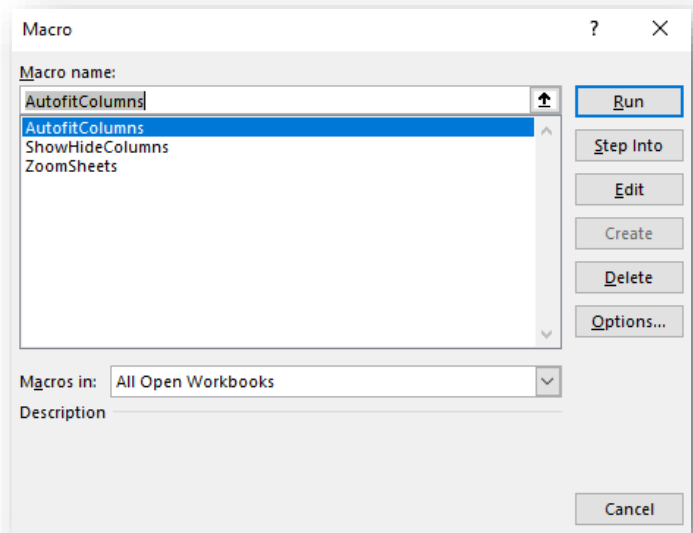 Macro
?
Macro name:
AutofitColumns
AutofitColumns
ShowHideColumns
ZoomSheets
Run
Step Into
Edit
Create
Delete
Options...
Macros in: All Open Workbooks
Description
Cancel